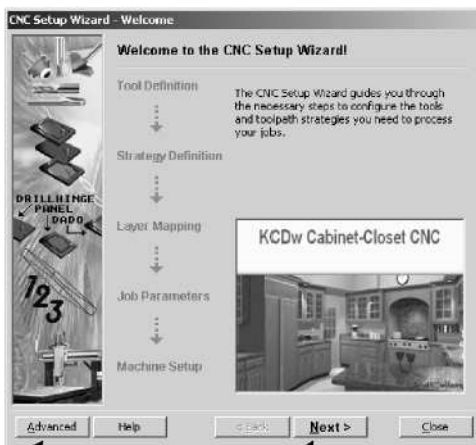 CNC Setup Wizard - Welcome
Welcome to the CNC Setup Wizard!
Tool Definition
The CNC Setup Wizard guides you through
the necessary steps to configure the tools
and toolpath strategies you need to process
your jobs.
Strategy Definition
DRILLHINGE
PANEL
DADO
Layer Mapping
KCDw Cabinet-Closet CNC
123
Job Parameters
Machine Setup
Advanced
Help
< Back
Next >
Close